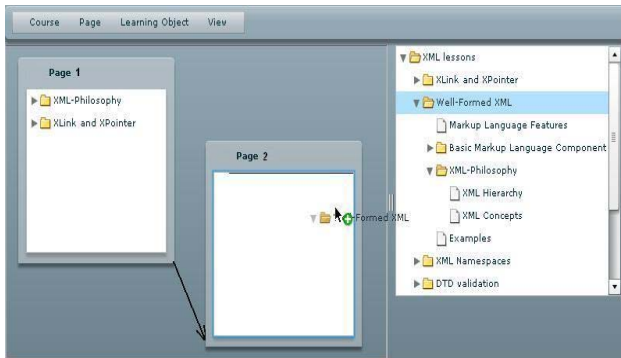 Course Page Learning Object View
Page 1
XML-Philosophy
XLink and XPointer
Page 2
-Formed XML
XML lessons
XLink and XPointer
Well-Formed XML
Markup Language Features
Basic Markup Language Component
XML-Philosophy
XML Hierarchy
XML Concepts
Examples
XML Namespaces
DTD validation